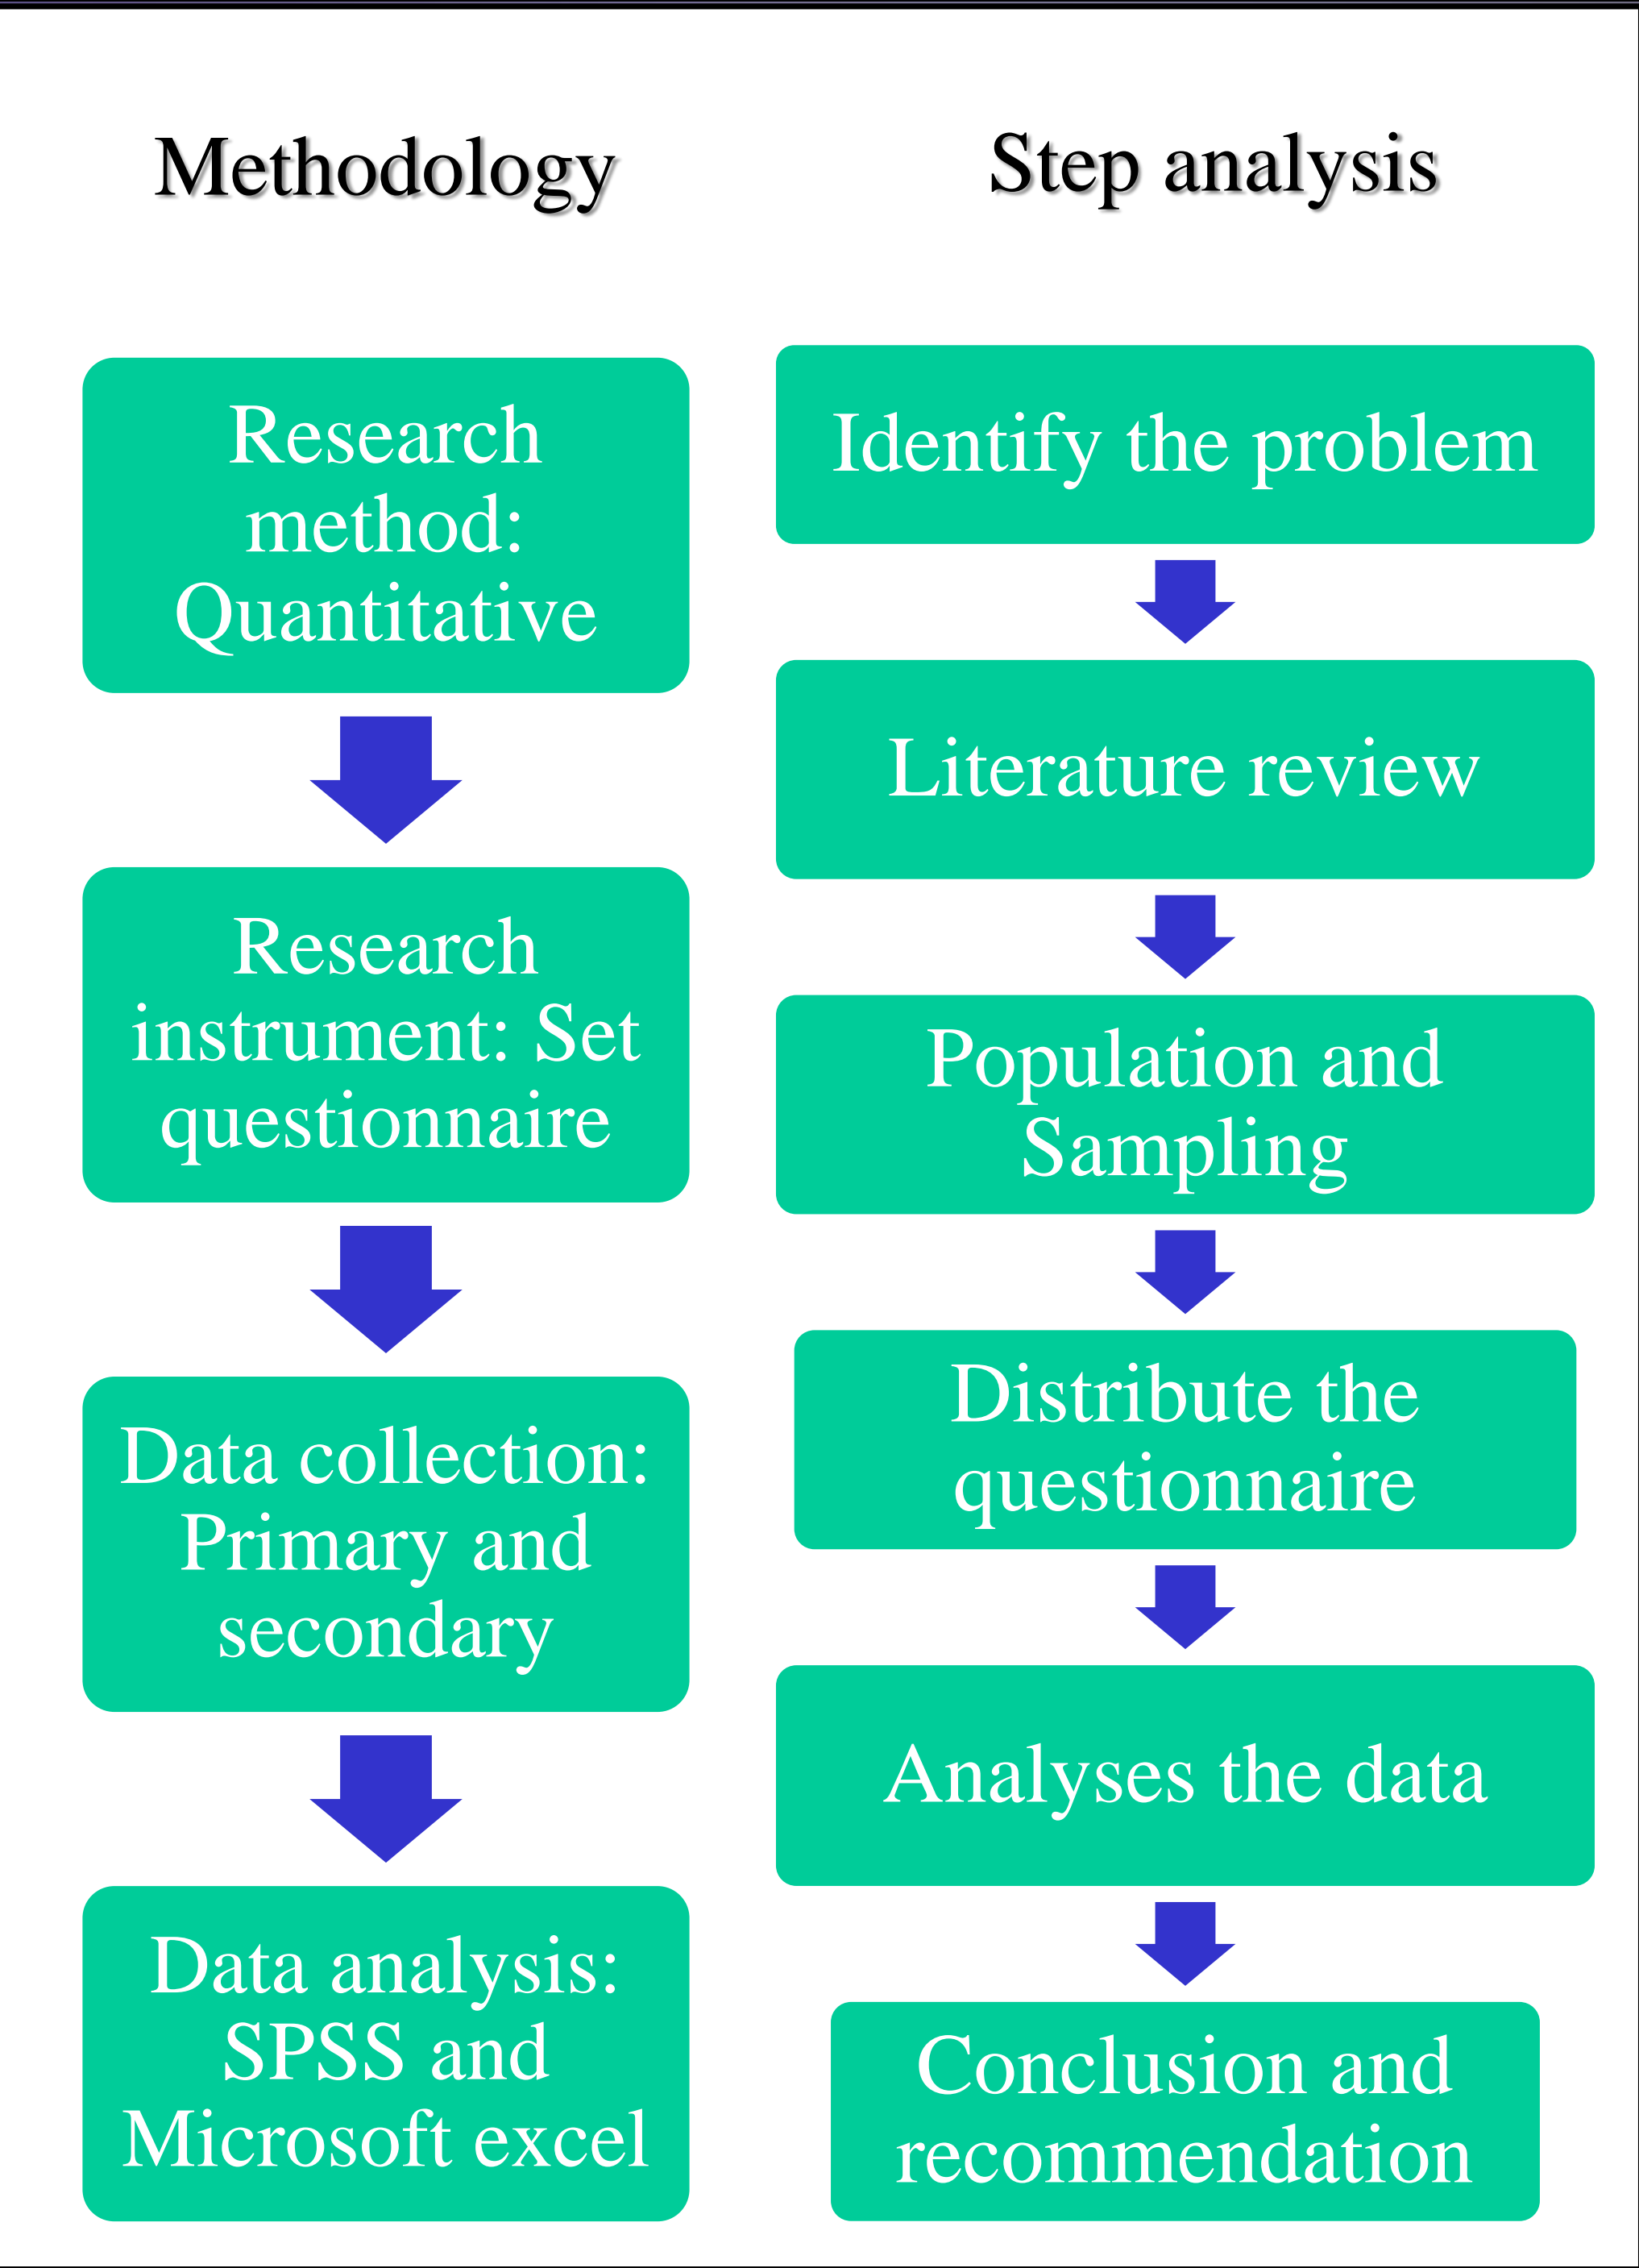 Methodology
Research
method:
Quantitative
Research
instrument: Set
questionnaire
Data collection:
Primary and
secondary
Data analysis:
SPSS and
Microsoft excel
Step analysis
Identify the problem
Literature review
Population and
Sampling
Distribute the
questionnaire
Analyses the data
Conclusion and
recommendation